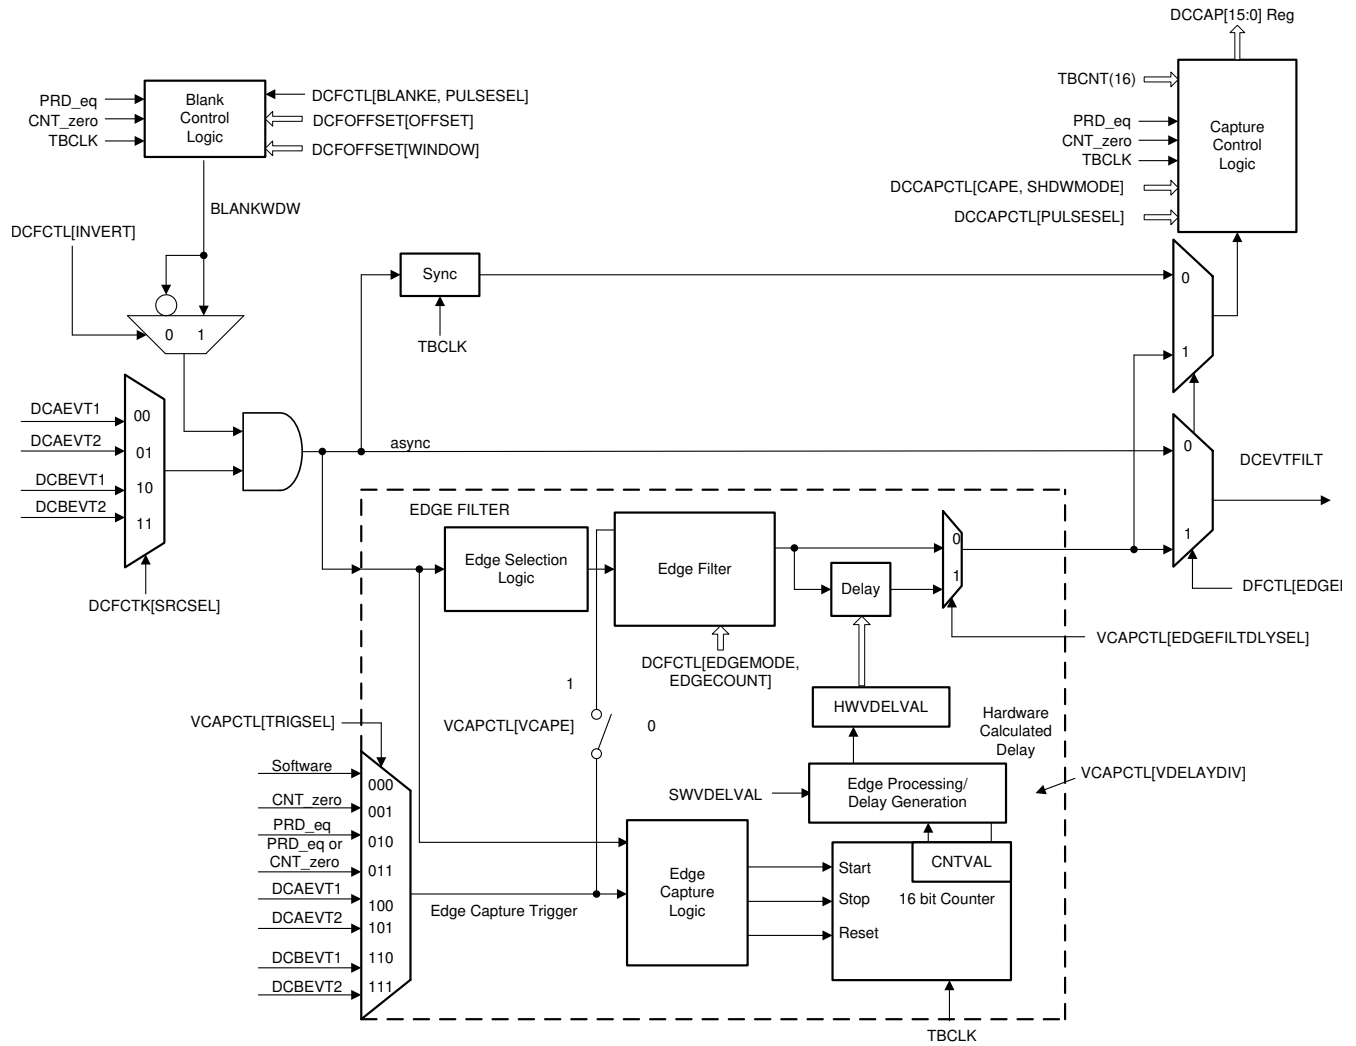 DCCAP[15:0] Reg
TBCNT(16)
PRD_eq
CNT_zero
TBCLK
DCCAPCTL[CAPE, SHDWMODE]
DCCAPCTL[PULSESEL]
Capture
Control
Logic
PRD_eq
CNT_zero
TBCLK
Blank
Control
Logic
DCFCTL[BLANKE, PULSESEL]
DCFOFFSET[OFFSET]
DCFOFFSET[WINDOW]
BLANKWDW
DCFCTL[INVERT]
0 1
Sync
TBCLK
0
1
DCAEVT1
DCAEVT2
DCBEVT1
DCBEVT2
00
01
10
11
DCFCTK[SRCSEL]
async
0
1
DCEVTFILT
DFCTL[EDGEI
EDGE FILTER
Edge Selection
Logic
Edge Filter
DCFCTL[EDGEMODE,
EDGECOUNT]
Delay
0
1
VCAPCTL[EDGEFILTDLYSEL]
HWVDELVAL
Hardware
Calculated
Delay
1
VCAPCTL[VCAPE]
0
VCAPCTL[TRIGSEL]
SWVDELVAL
Edge Processing/
Delay Generation
VCAPCTL[VDELAYDIV]
Software
CNT_zero
PRD_eq
PRD_eq or
CNT_zero
DCAEVT1
DCAEVT2
DCBEVT1
DCBEVT2
000
001
010
011
100
101
110
111
Edge Capture Trigger
Edge
Capture
Logic
Start
Stop
Reset
CNTVAL
16 bit Counter
TBCLK